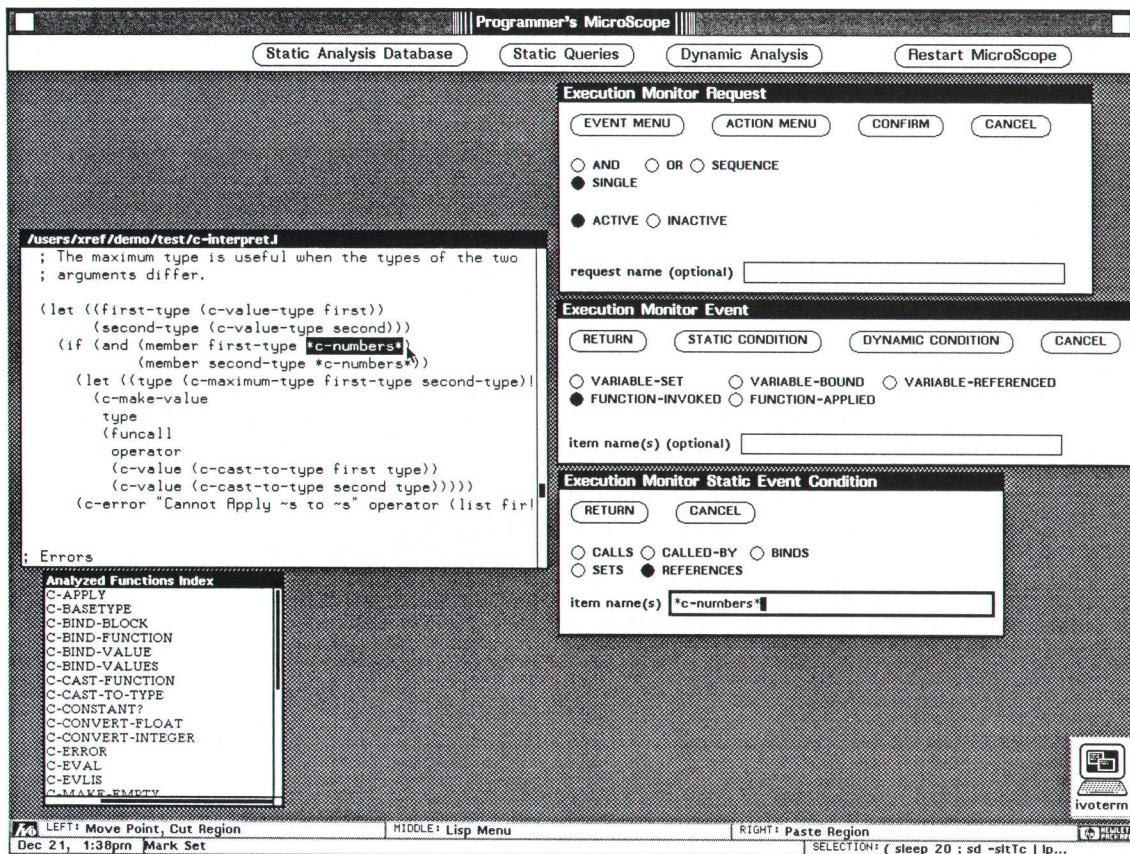 Programmer's MicroScope
Static Analysis Database Static Queries Dynamic Analysis Restart MicroScope
Execution Monitor Request
EVENT MENU ACTION MENU CONFIRM CANCEL
AND OR SEQUENCE
SINGLE
ACTIVE INACTIVE
request name (optional)
/users/xref/demo/test/c-interpret.l
; The maximum type is useful when the types of the two
; arguments differ.
(let ((first-type (c-value-type first))
(second-type (c-value-type second)))
(if (and (member first-type *c-numbers*)
(member second-type *c-numbers*))
(let ((type (c-maximum-type first-type second-type)!
(c-make-value
type
(funcall
operator
(c-value (c-cast-to-type first type))
(c-value (c-cast-to-type second type)))))
(c-error "Cannot Apply ~s to ~s" operator (list fir!
; Errors
Execution Monitor Event
RETURN STATIC CONDITION DYNAMIC CONDITION CANCEL
VARIABLE-SET VARIABLE-BOUND VARIABLE-REFERENCED
FUNCTION-INVOKED FUNCTION-APPLIED
item name(s) (optional)
Execution Monitor Static Event Condition
RETURN CANCEL
CALLS CALLED-BY BINDS
SETS REFERENCES
item name(s) *c-numbers*
Analyzed Functions Index
C-APPLY
C-BASETYPE
C-BIND-BLOCK
C-BIND-FUNCTION
C-BIND-VALUE
C-BIND-VALUES
C-CAST-FUNCTION
C-CAST-TO-TYPE
C-CONSTANT?
C-CONVERT-FLOAT
C-CONVERT-INTEGER
C-ERROR
C-EVAL
C-EVLIS
C-MAKE-EMPTY
ivoterm
LEFT: Move Point, Cut Region MIDDLE: Lisp Menu RIGHT: Paste Region HEWLETT PACKARD
Dec 21, 1:38pm Mark Set SELECTION: ( sleep 20 ; sd -sltTc | lp...